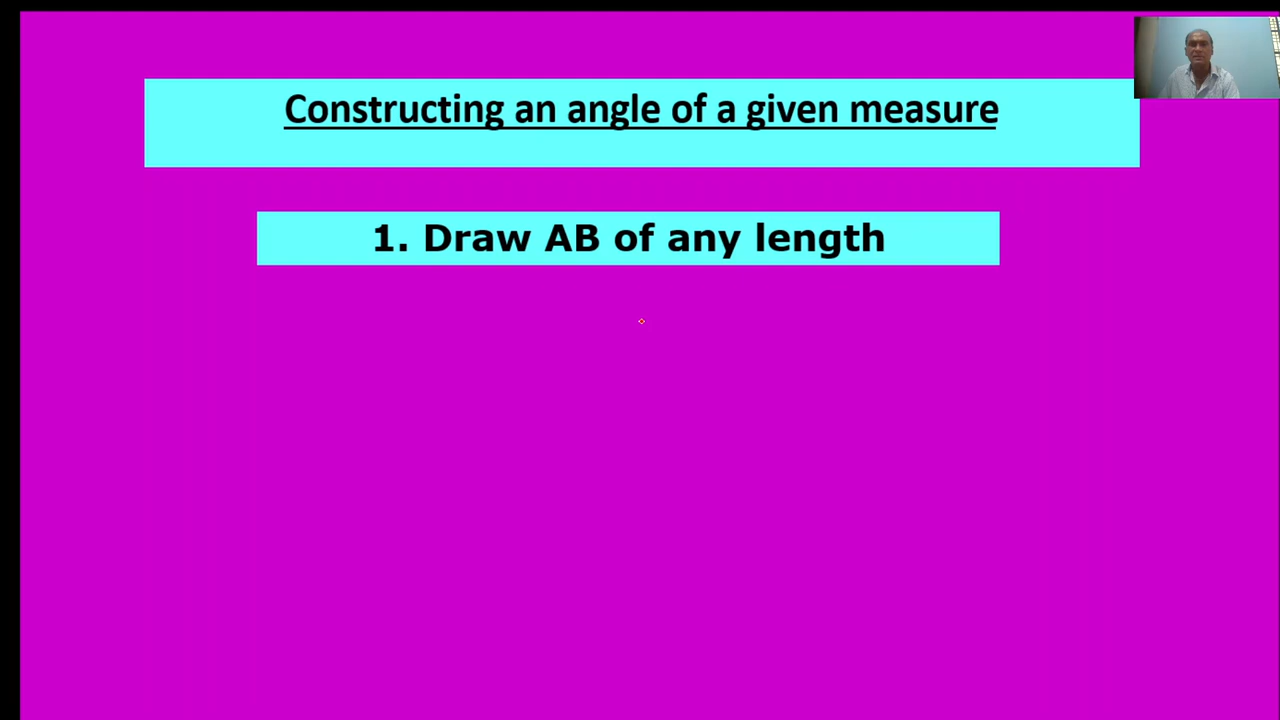 Constructing an angle of a given measure
1. Draw AB of any length